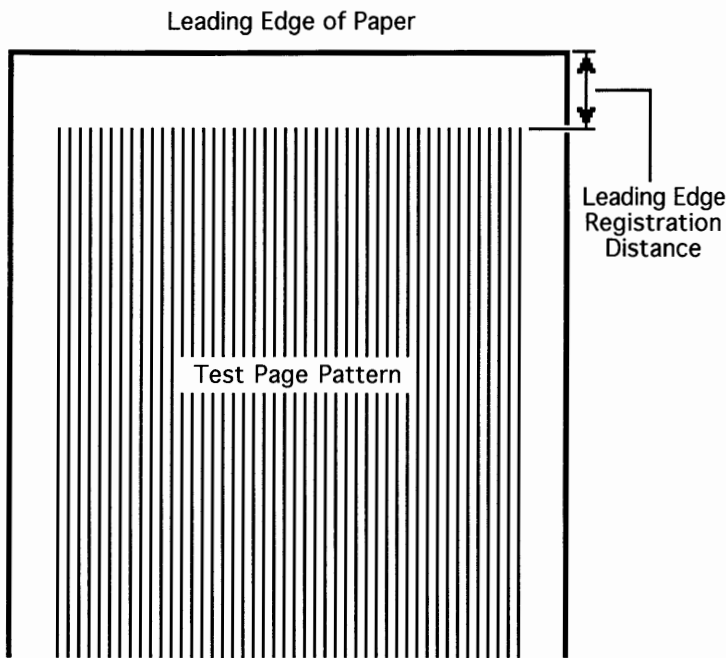 Leading Edge of Paper
Leading Edge
Registration
Distance
Test Page Pattern